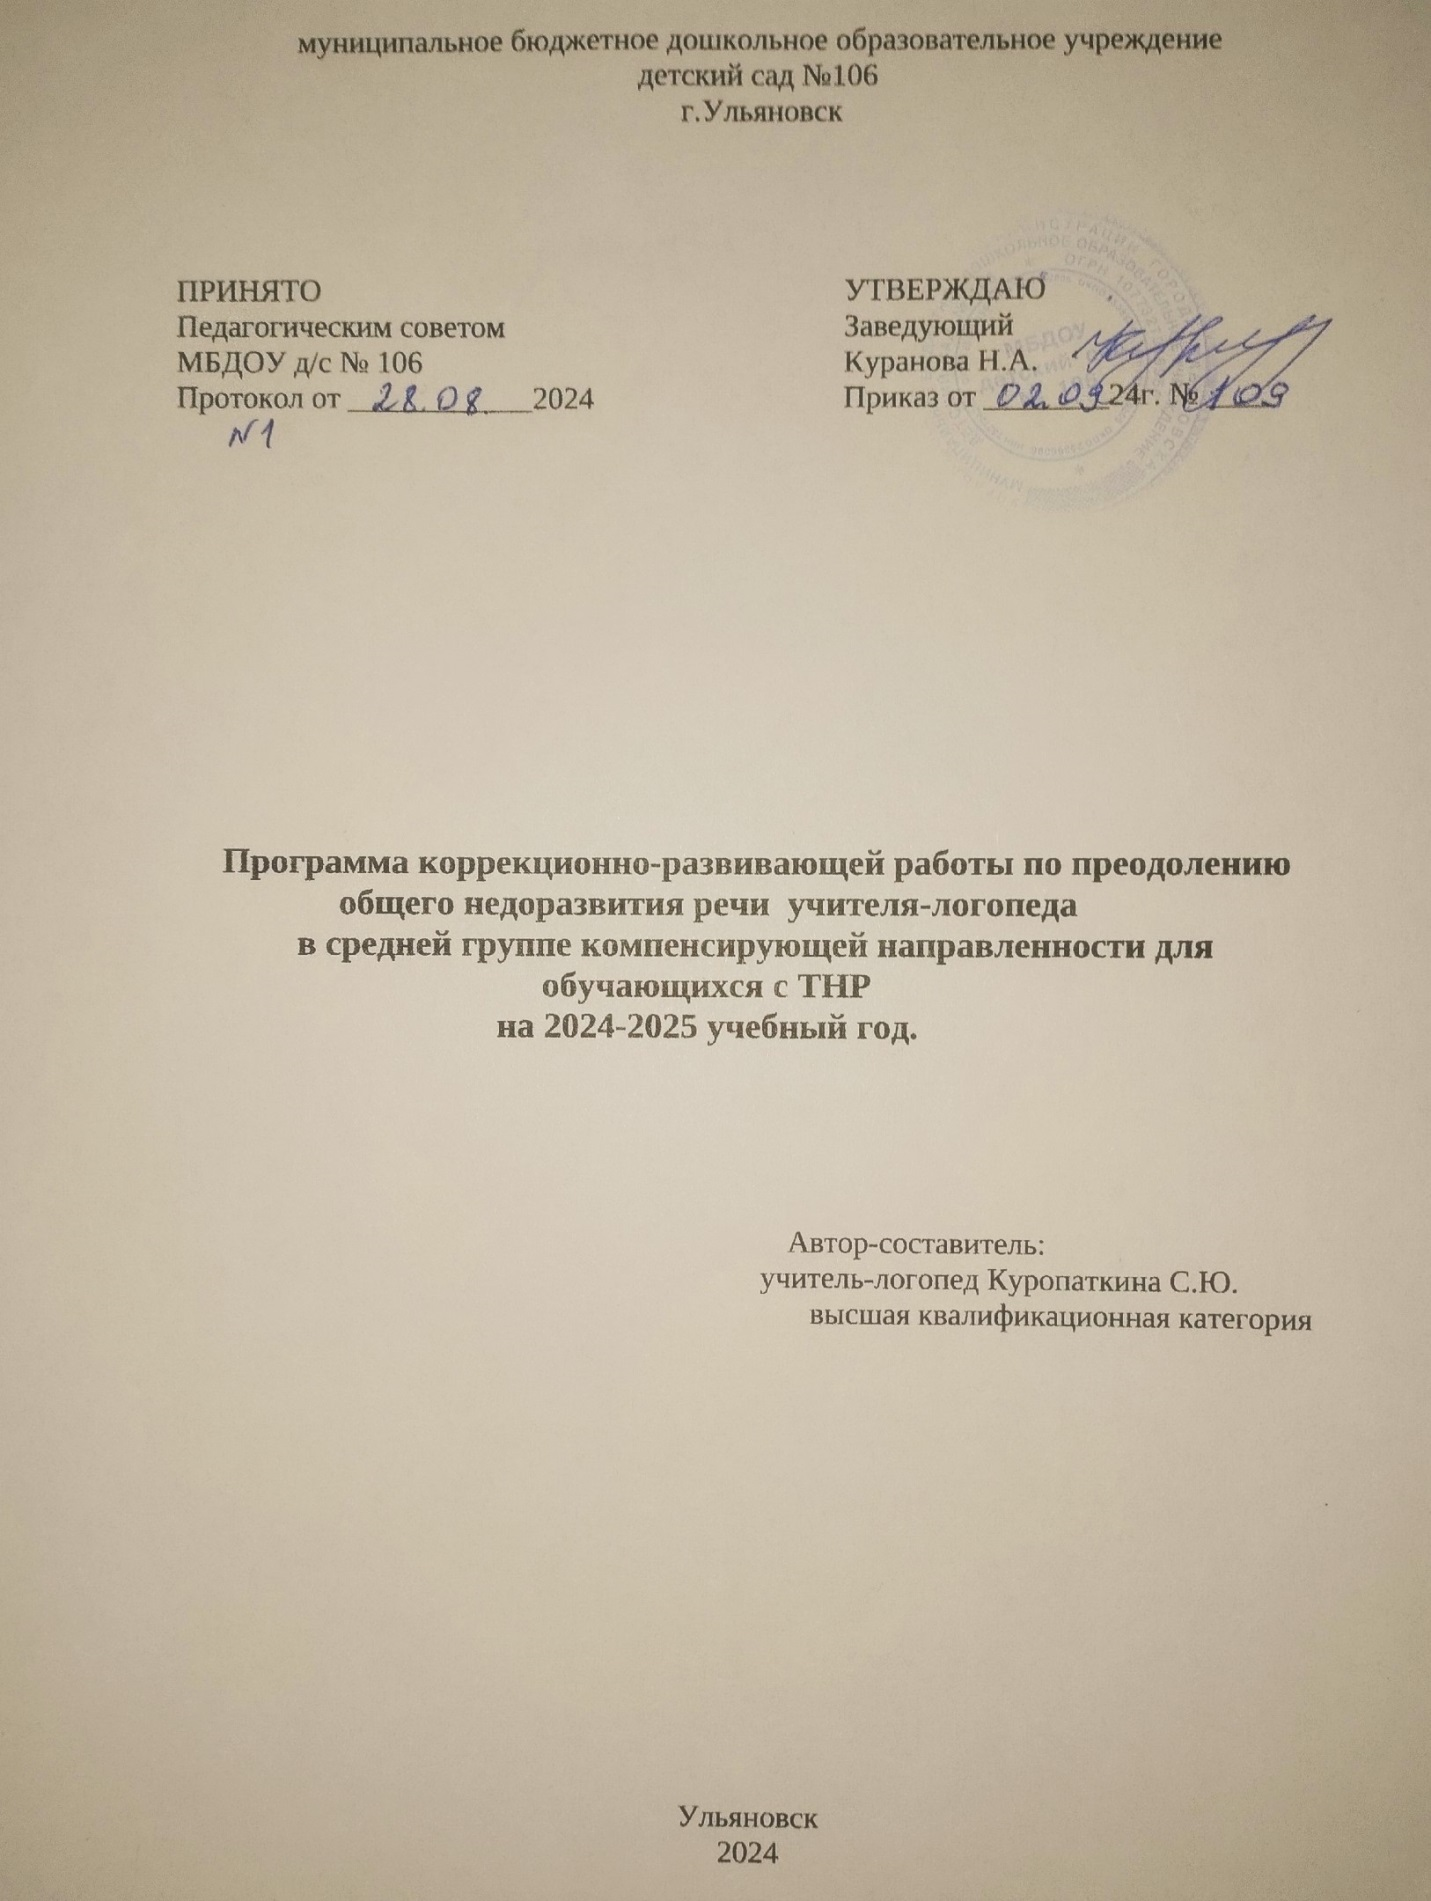 муниципальное бюджетное дошкольное образовательное учреждение
детский сад №106
г.Ульяновск
ПРИНЯТО
Педагогическим советом
МБДОУ д/с № 106
Протокол от 28.08. 2024
№1
УТВЕРЖДАЮ
Заведующий
Куранова Н.А.
Приказ от 02.0924г. № 109
Программа коррекционно-развивающей работы по преодолению
общего недоразвития речи учителя-логопеда
в средней группе компенсирующей направленности для
обучающихся с ТНР
на 2024-2025 учебный год.
Автор-составитель:
учитель-логопед Куропаткина С.Ю.
высшая квалификационная категория
Ульяновск
2024